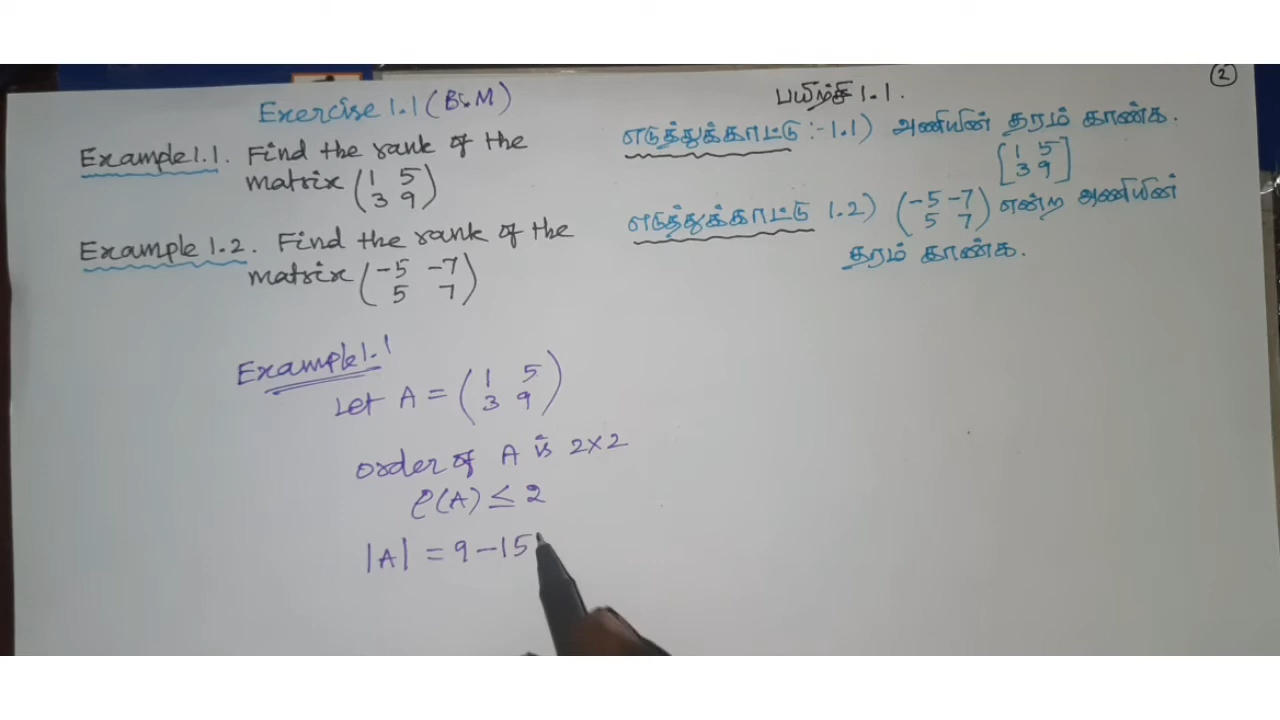 2
Exercise 1.1 (B&M)
Example 1.1. Find the rank of the
matrix (1 5
3 9)
Example 1.2. Find the rank of the
matrix (-5 -7
5 7)
பயிற்சி 1.1.
எடுத்துக்காட்டு :- 1.1) அணியின் தரம் காண்க.
[1 5
3 9]
எடுத்துக்காட்டு 1.2) (-5 -7
5 7) என்ற அணியின்
தரம் காண்க.
Example 1.1
Let A = (1 5
3 9)
order of A is 2×2
ρ(A) ≤ 2
|A| = 9-15